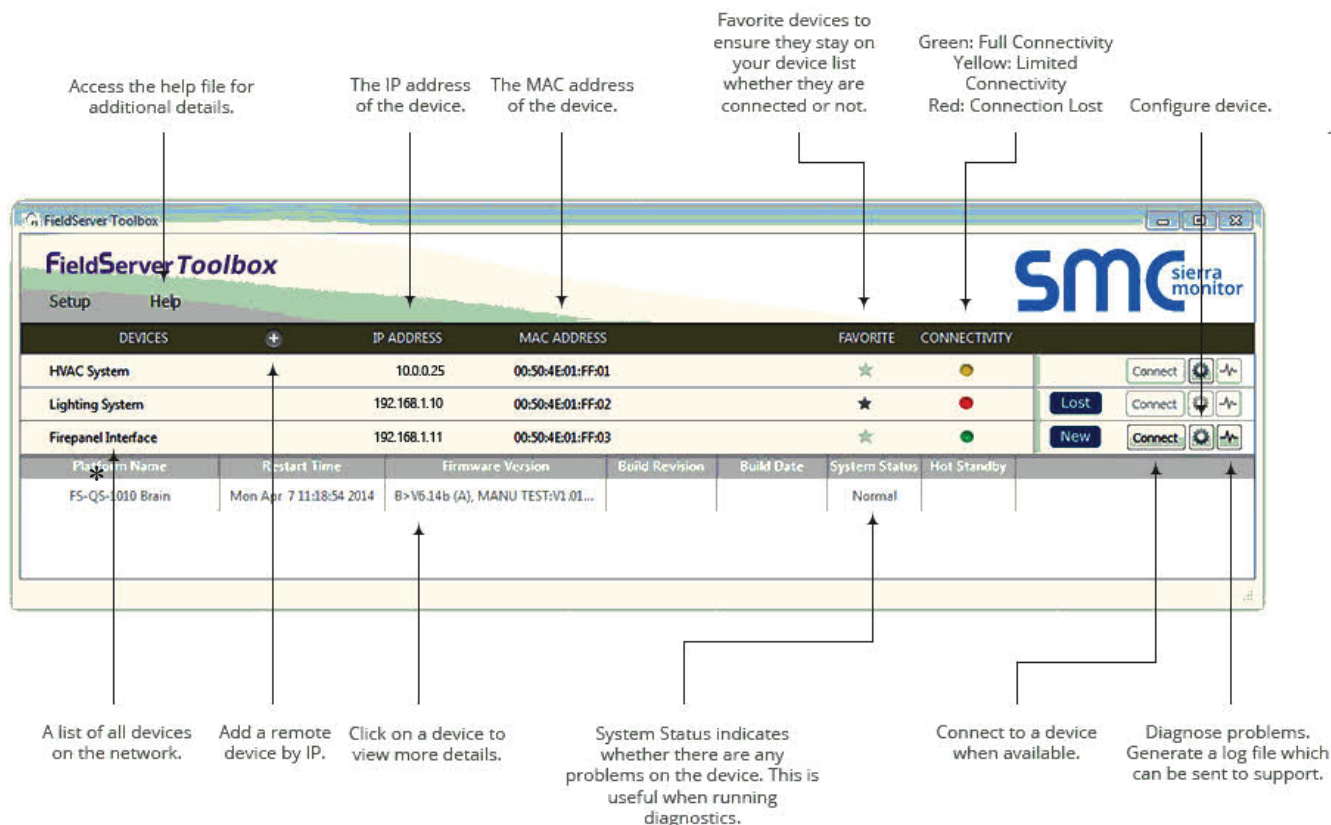 Favorite devices to
ensure they stay on
your device list
whether they are
connected or not.
Green: Full Connectivity
Yellow: Limited
Connectivity
Red: Connection Lost
Access the help file for
additional details.
The IP address
of the device.
The MAC address
of the device.
Configure device.
FieldServer Toolbox
FieldServer Toolbox
smc sierra
monitor
Setup Help
DEVICES IP ADDRESS MAC ADDRESS FAVORITE CONNECTIVITY
HVAC System 10.0.0.25 00:50:4E:01:FF:01 Connect
Lighting System 192.168.1.10 00:50:4E:01:FF:02 Lost Connect
Firepanel Interface 192.168.1.11 00:50:4E:01:FF:03 New Connect
Platform Name Restart Time Firmware Version Build Revision Build Date System Status Hot Standby
FS-QS-1010 Brain Mon Apr 7 11:18:54 2014 B>V6.14b (A), MANU TEST:V1.01... Normal
A list of all devices
on the network.
Add a remote
device by IP.
Click on a device to
view more details.
System Status indicates
whether there are any
problems on the device. This is
useful when running
diagnostics.
Connect to a device
when available.
Diagnose problems.
Generate a log file which
can be sent to support.